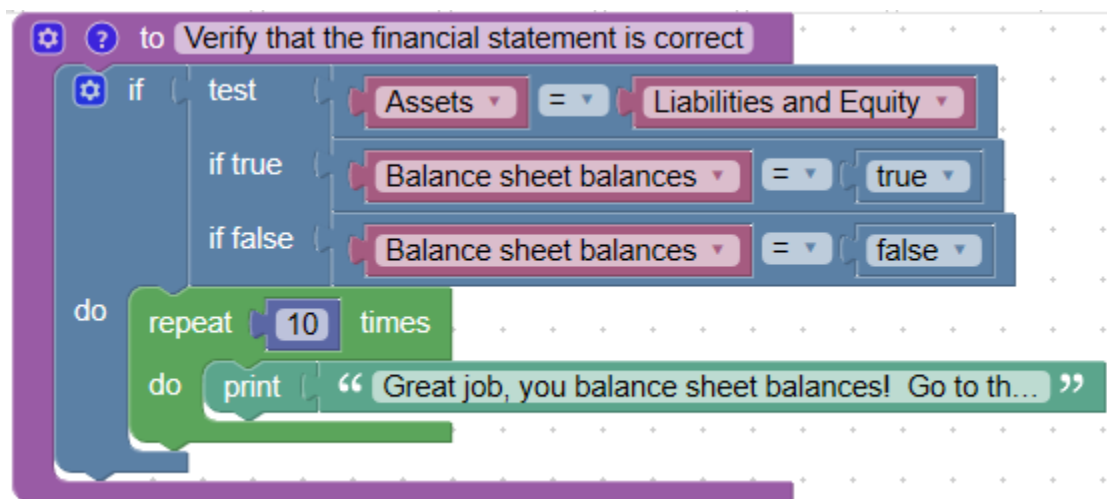 ? to Verify that the financial statement is correct
if test Assets = Liabilities and Equity
if true Balance sheet balances = true
if false Balance sheet balances = false
do repeat 10 times
do print “ Great job, you balance sheet balances! Go to th... ”